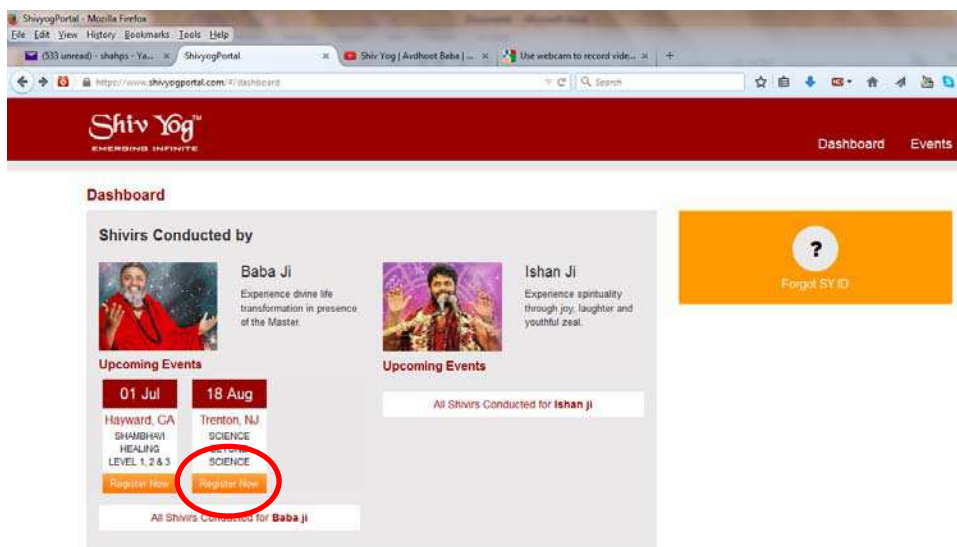 ShivyogPortal - Mozilla Firefox
File Edit View History Bookmarks Tools Help
(533 unread) - shahps - Ya... × ShivyogPortal × Shiv Yog | Avdhoot Baba | ... × Use webcam to record vide... × +
https://www.shivyogportal.com/#/dashboard Search
Shiv Yog™
EMERGING INFINITE
Dashboard Events
Dashboard
Shivirs Conducted by
Baba Ji
Experience divine life
transformation in presence
of the Master.
Ishan Ji
Experience spirituality
through joy, laughter and
youthful zeal.
?
Forgot SY ID
Upcoming Events
Upcoming Events
01 Jul
Hayward, CA
SHAMBHAVI
HEALING
LEVEL 1, 2 & 3
Register Now
18 Aug
Trenton, NJ
SCIENCE
BEYOND
SCIENCE
Register Now
All Shivirs Conducted for Ishan ji
All Shivirs Conducted for Baba ji